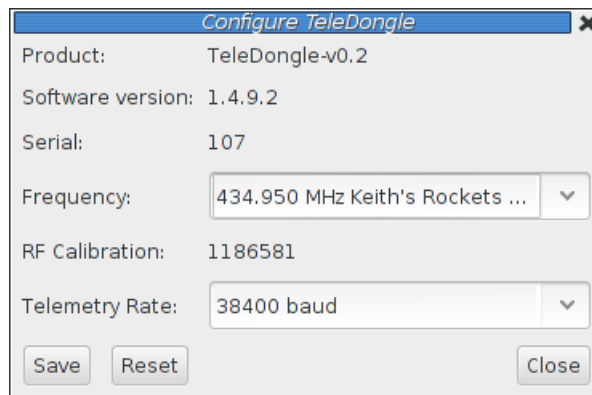 Configure TeleDongle
Product: TeleDongle-v0.2
Software version: 1.4.9.2
Serial: 107
Frequency: 434.950 MHz Keith's Rockets ...
RF Calibration: 1186581
Telemetry Rate: 38400 baud
Save Reset Close